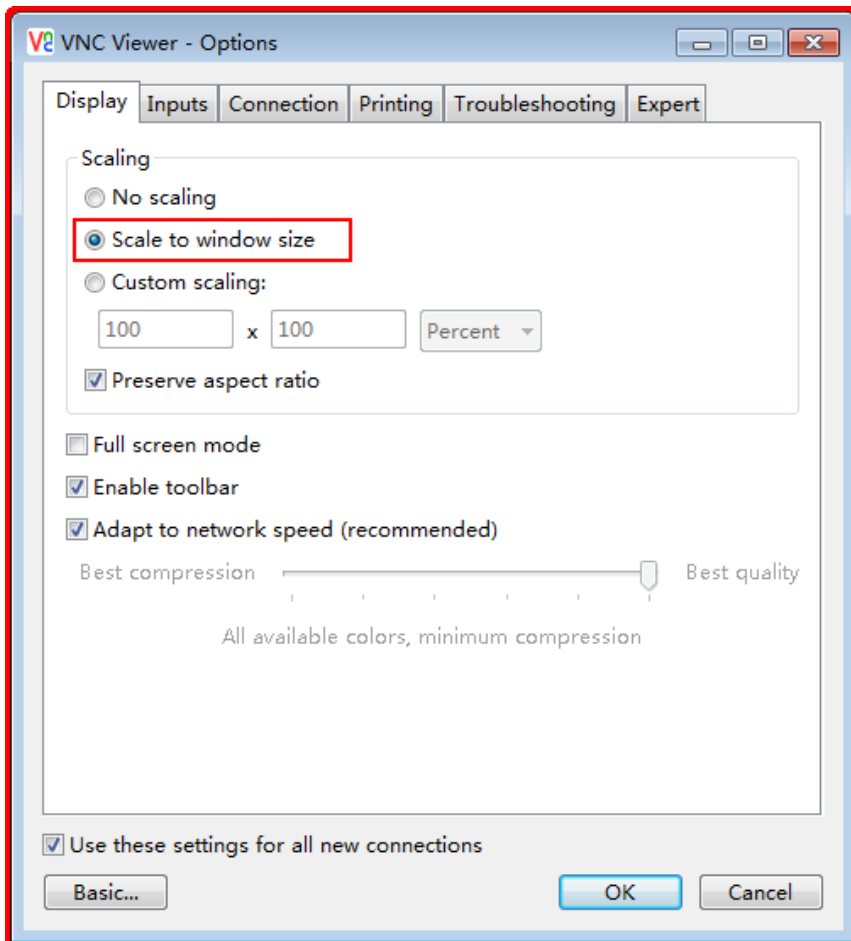 VNC Viewer - Options
Display Inputs Connection Printing Troubleshooting Expert
Scaling
No scaling
Scale to window size
Custom scaling:
100 x 100 Percent
Preserve aspect ratio
Full screen mode
Enable toolbar
Adapt to network speed (recommended)
Best compression Best quality
All available colors, minimum compression
Use these settings for all new connections
Basic... OK Cancel